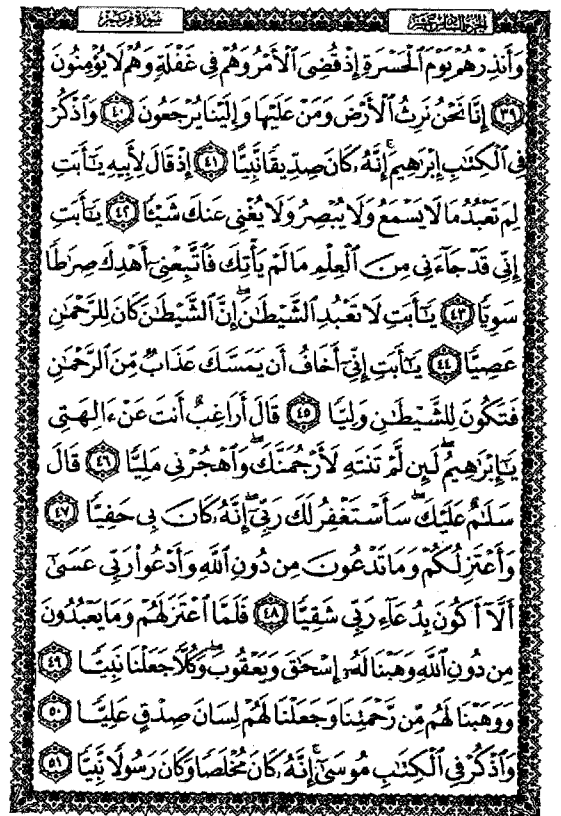 الجزء السادس عشر
سورة مريم
وَأَنذِرْهُمْ يَوْمَ ٱلْحَسْرَةِ إِذْ قُضِىَ ٱلْأَمْرُ وَهُمْ فِى غَفْلَةٍ وَهُمْ لَا يُؤْمِنُونَ
٣٩ إِنَّا نَحْنُ نَرِثُ ٱلْأَرْضَ وَمَنْ عَلَيْهَا وَإِلَيْنَا يُرْجَعُونَ ٤٠ وَٱذْكُرْ
فِى ٱلْكِتَٰبِ إِبْرَٰهِيمَ ۚ إِنَّهُۥ كَانَ صِدِّيقًا نَّبِيًّا ٤١ إِذْ قَالَ لِأَبِيهِ يَٰٓأَبَتِ
لِمَ تَعْبُدُ مَا لَا يَسْمَعُ وَلَا يُبْصِرُ وَلَا يُغْنِى عَنكَ شَيْـًٔا ٤٢ يَٰٓأَبَتِ
إِنِّى قَدْ جَآءَنِى مِنَ ٱلْعِلْمِ مَا لَمْ يَأْتِكَ فَٱتَّبِعْنِىٓ أَهْدِكَ صِرَٰطًا
سَوِيًّا ٤٣ يَٰٓأَبَتِ لَا تَعْبُدِ ٱلشَّيْطَٰنَ ۖ إِنَّ ٱلشَّيْطَٰنَ كَانَ لِلرَّحْمَٰنِ
عَصِيًّا ٤٤ يَٰٓأَبَتِ إِنِّىٓ أَخَافُ أَن يَمَسَّكَ عَذَابٌ مِّنَ ٱلرَّحْمَٰنِ
فَتَكُونَ لِلشَّيْطَٰنِ وَلِيًّا ٤٥ قَالَ أَرَاغِبٌ أَنتَ عَنْ ءَالِهَتِى
يَٰٓإِبْرَٰهِيمُ ۖ لَئِن لَّمْ تَنتَهِ لَأَرْجُمَنَّكَ ۖ وَٱهْجُرْنِى مَلِيًّا ٤٦ قَالَ
سَلَٰمٌ عَلَيْكَ ۖ سَأَسْتَغْفِرُ لَكَ رَبِّىٓ ۖ إِنَّهُۥ كَانَ بِى حَفِيًّا ٤٧
وَأَعْتَزِلُكُمْ وَمَا تَدْعُونَ مِن دُونِ ٱللَّهِ وَأَدْعُوا۟ رَبِّى عَسَىٰٓ
أَلَّآ أَكُونَ بِدُعَآءِ رَبِّى شَقِيًّا ٤٨ فَلَمَّا ٱعْتَزَلَهُمْ وَمَا يَعْبُدُونَ
مِن دُونِ ٱللَّهِ وَهَبْنَا لَهُۥٓ إِسْحَٰقَ وَيَعْقُوبَ ۖ وَكُلًّا جَعَلْنَا نَبِيًّا ٤٩
وَوَهَبْنَا لَهُم مِّن رَّحْمَتِنَا وَجَعَلْنَا لَهُمْ لِسَانَ صِدْقٍ عَلِيًّا ٥٠
وَٱذْكُرْ فِى ٱلْكِتَٰبِ مُوسَىٰٓ ۚ إِنَّهُۥ كَانَ مُخْلَصًا وَكَانَ رَسُولًا نَّبِيًّا ٥١